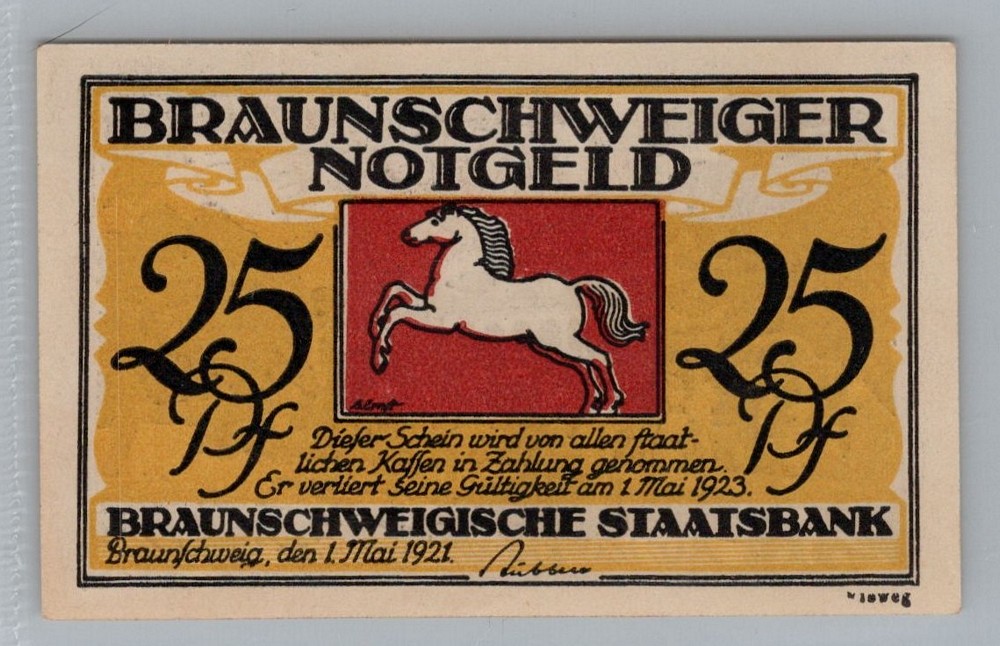 BRAUNSCHWEIGER
NOTGELD
25 Pf
25 Pf
Dieſer Schein wird von allen ſtaat-
lichen Kaſſen in Zahlung genommen.
Er verliert seine Gültigkeit am 1. Mai 1923.
BRAUNSCHWEIGISCHE STAATSBANK
Braunſchweig, den 1. Mai 1921.